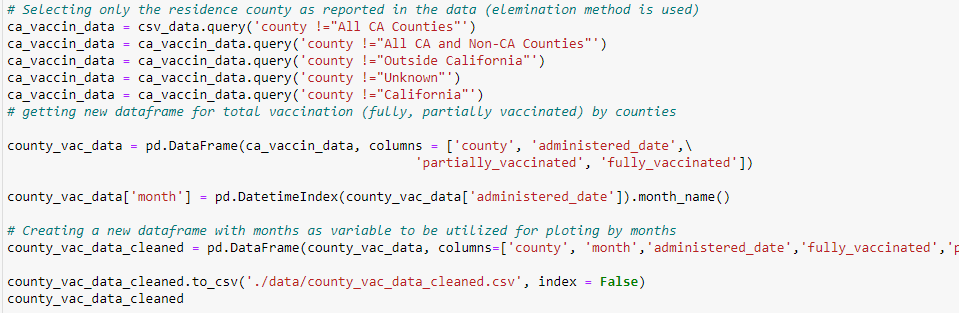 # Selecting only the residence county as reported in the data (elemination method is used)
ca_vaccin_data = csv_data.query('county !="All CA Counties"')
ca_vaccin_data = ca_vaccin_data.query('county !="All CA and Non-CA Counties"')
ca_vaccin_data = ca_vaccin_data.query('county !="Outside California"')
ca_vaccin_data = ca_vaccin_data.query('county !="Unknown"')
ca_vaccin_data = ca_vaccin_data.query('county !="California"')
# getting new dataframe for total vaccination (fully, partially vaccinated) by counties
county_vac_data = pd.DataFrame(ca_vaccin_data, columns = ['county', 'administered_date',\
'partially_vaccinated', 'fully_vaccinated'])
county_vac_data['month'] = pd.DatetimeIndex(county_vac_data['administered_date']).month_name()
# Creating a new dataframe with months as variable to be utilized for ploting by months
county_vac_data_cleaned = pd.DataFrame(county_vac_data, columns=['county', 'month','administered_date','fully_vaccinated','p
county_vac_data_cleaned.to_csv('./data/county_vac_data_cleaned.csv', index = False)
county_vac_data_cleaned